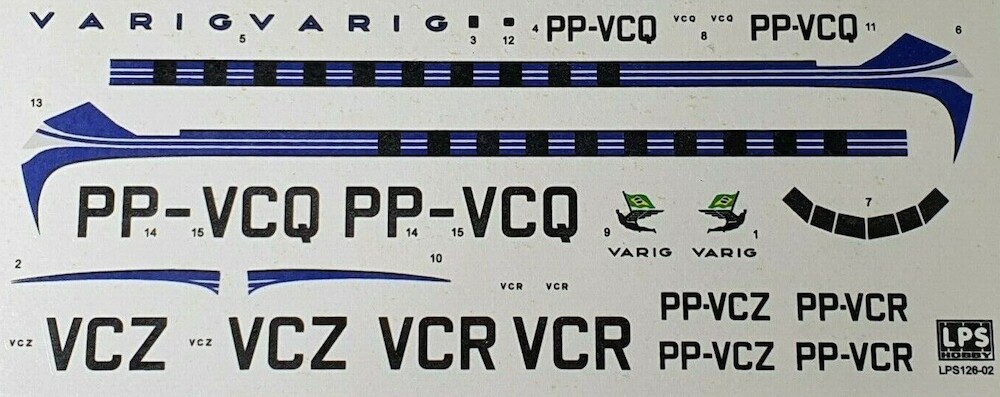 VARIG VARIG
3
12
4
PP-VCQ
VCQ
VCQ
8
PP-VCQ
11
5
6
13
PP-VCQ
PP-VCQ
14
15
14
15
9
VARIG
1
VARIG
7
2
10
VCR
VCR
VCZ
VCZ
VCZ
VCZ
VCR
VCR
PP-VCZ
PP-VCR
PP-VCZ
PP-VCR
LPS
HOBBY
LPS126-02